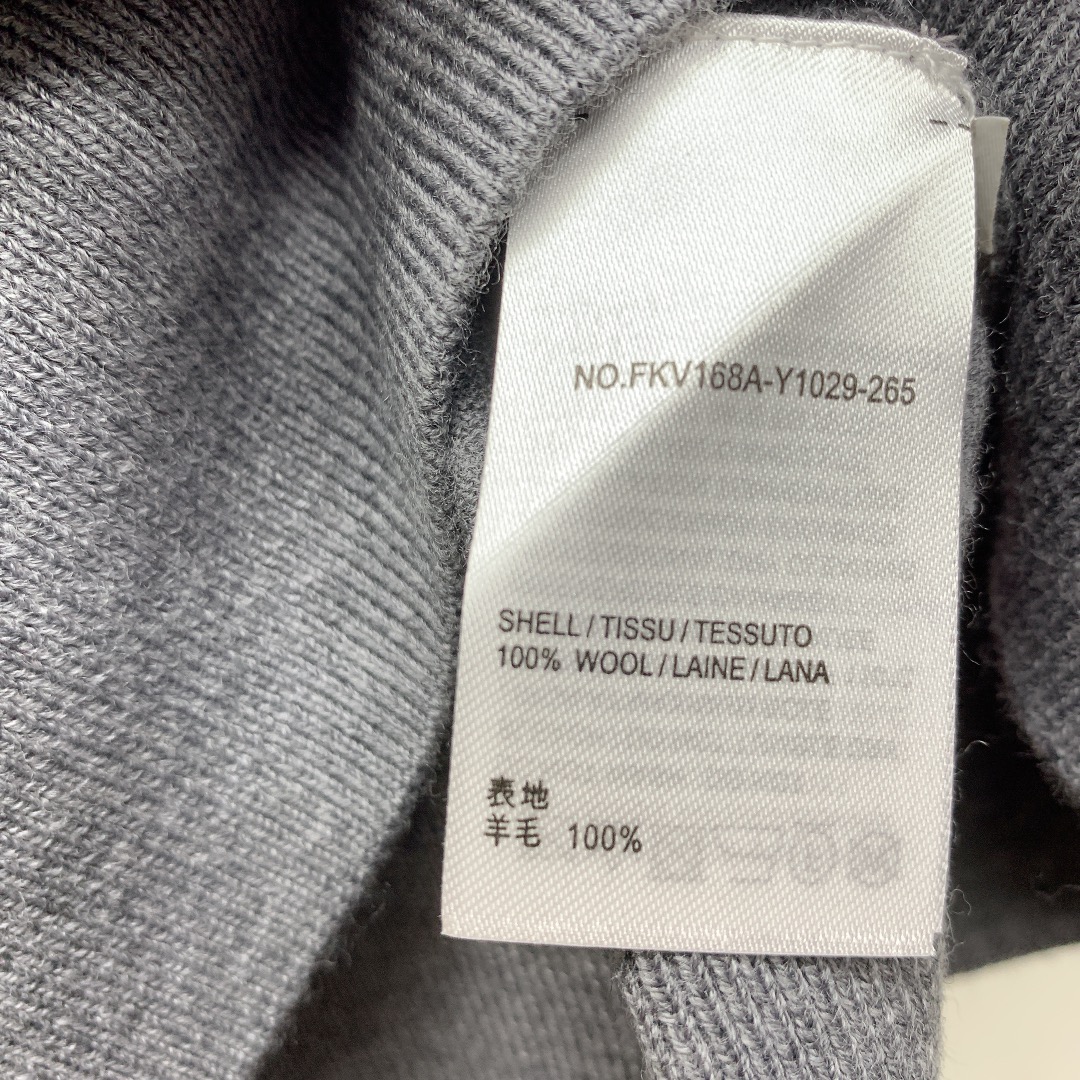 NO.FKV168A-Y1029-265
SHELL / TISSU / TESSUTO
100% WOOL / LAINE / LANA
表地
羊毛 100%